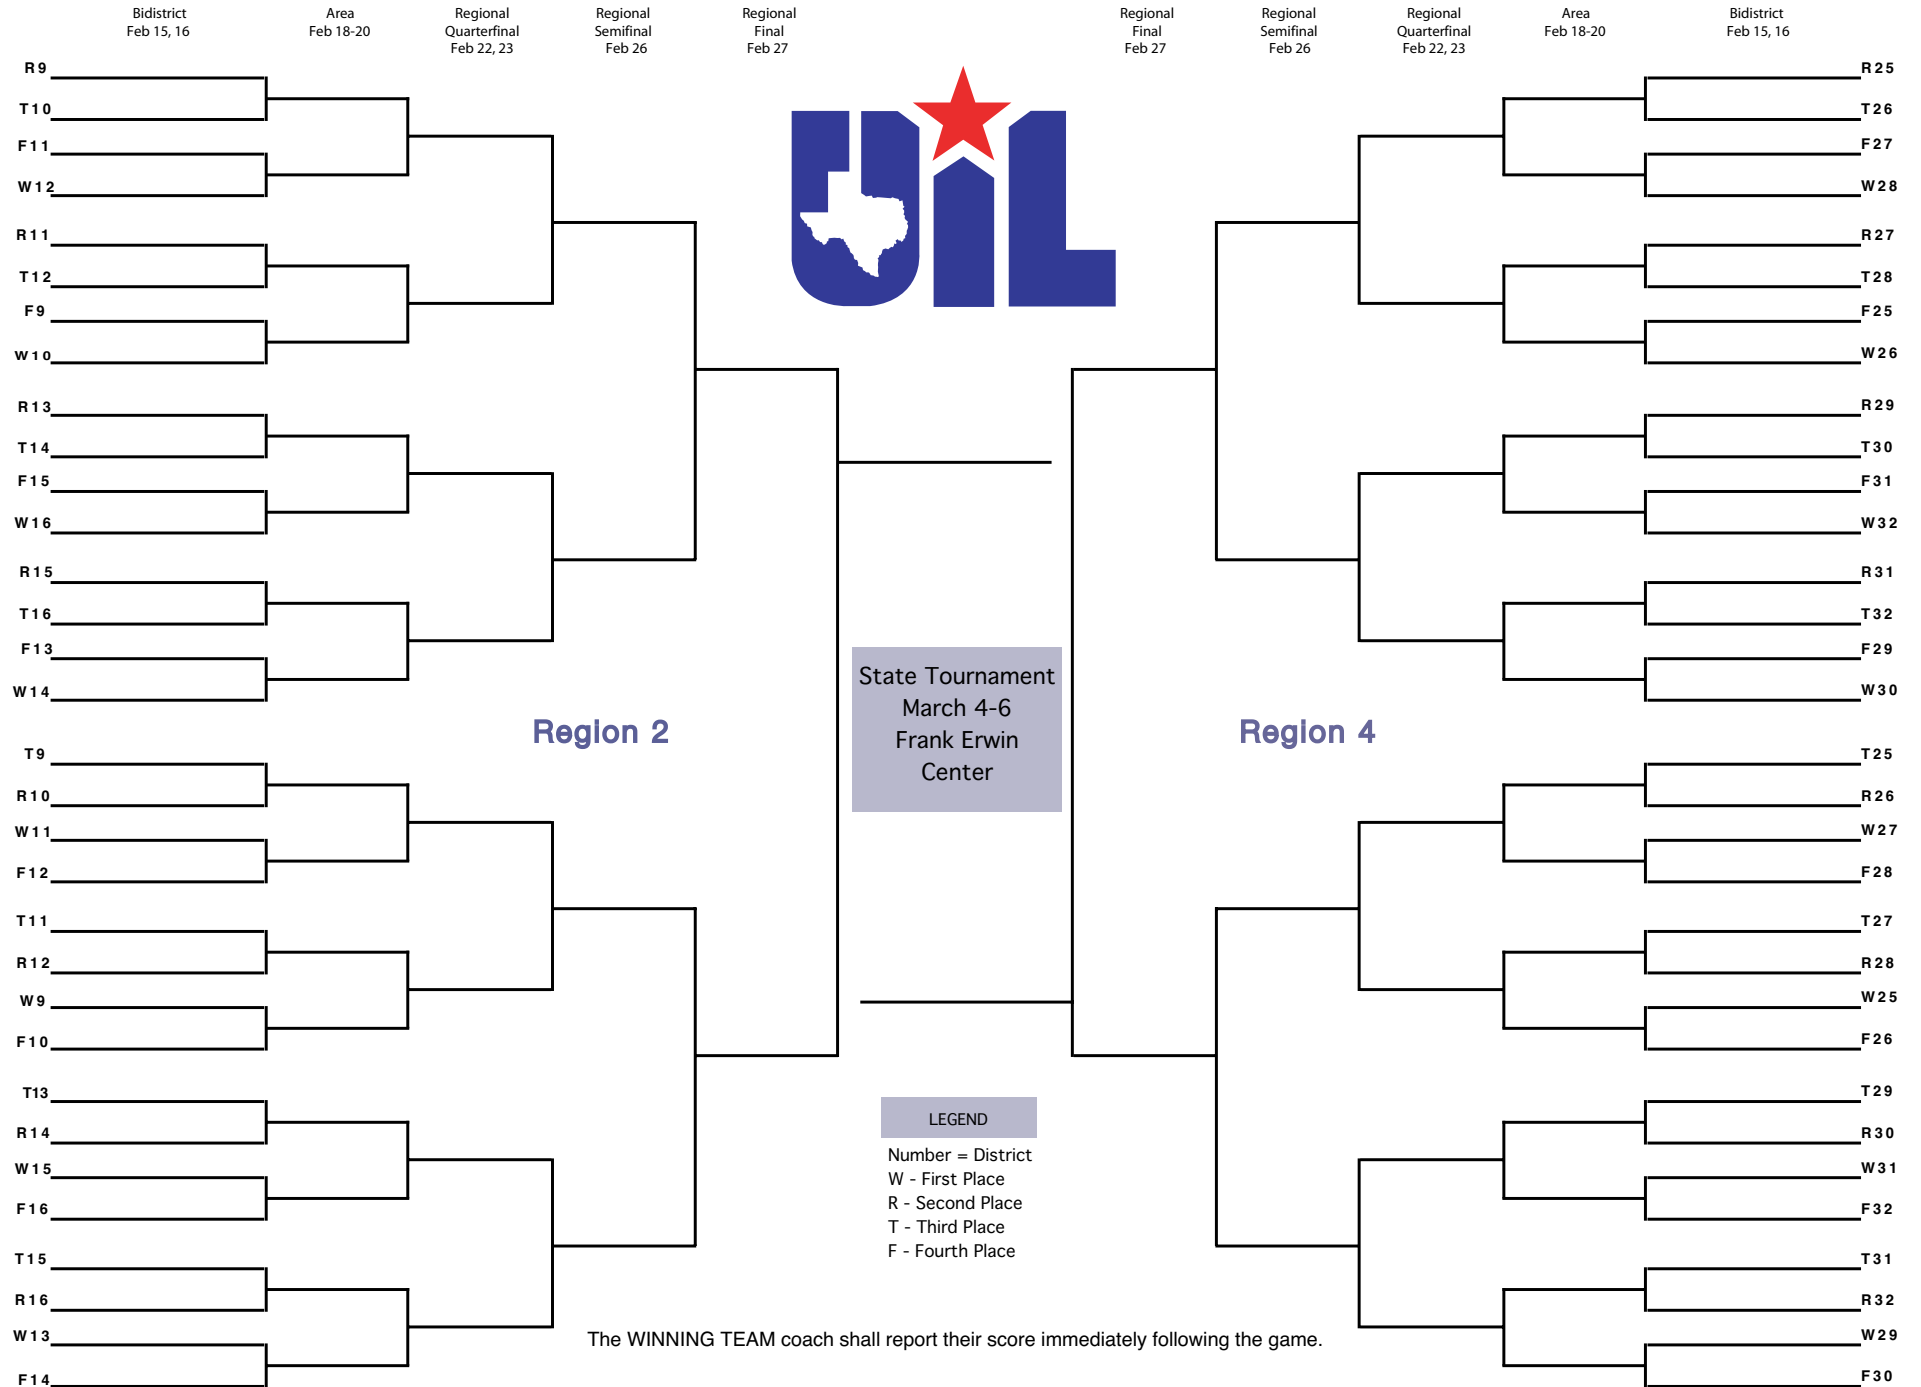 Bidistrict
Feb 15, 16
Area
Feb 18-20
Regional
Quarterfinal
Feb 22, 23
Regional
Semifinal
Feb 26
Regional
Final
Feb 27
Regional
Final
Feb 27
Regional
Semifinal
Feb 26
Regional
Quarterfinal
Feb 22, 23
Area
Feb 18-20
Bidistrict
Feb 15, 16
R9
T10
F11
W12
R11
T12
F9
W10
R13
T14
F15
W16
R15
T16
F13
W14
T9
R10
W11
F12
T11
R12
W9
F10
T13
R14
W15
F16
T15
R16
W13
F14
UIL
Region 2
State Tournament
March 4-6
Frank Erwin
Center
Region 4
LEGEND
Number = District
W - First Place
R - Second Place
T - Third Place
F - Fourth Place
The WINNING TEAM coach shall report their score immediately following the game.
R25
T26
F27
W28
R27
T28
F25
W26
R29
T30
F31
W32
R31
T32
F29
W30
T25
R26
W27
F28
T27
R28
W25
F26
T29
R30
W31
F32
T31
R32
W29
F30